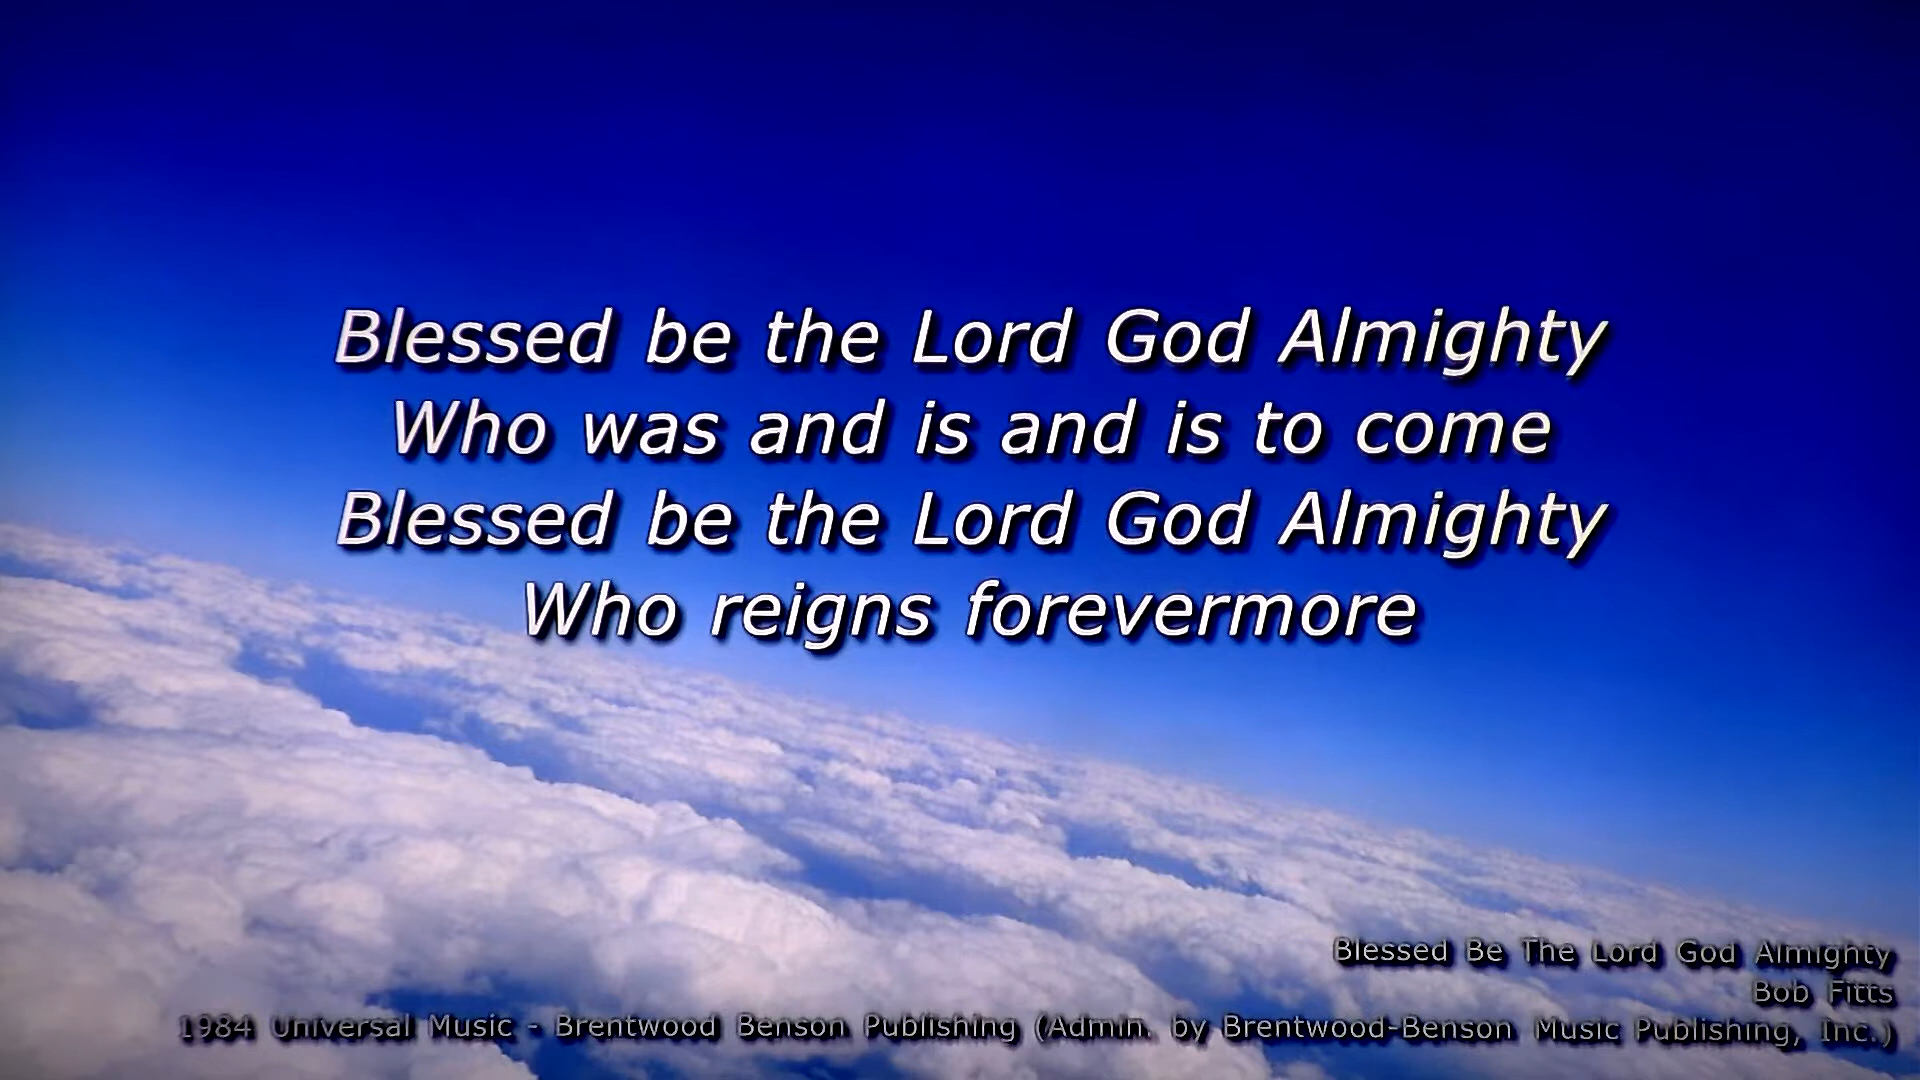 Blessed be the Lord God Almighty
Who was and is and is to come
Blessed be the Lord God Almighty
Who reigns forevermore
Blessed Be The Lord God Almighty
Bob Fitts
1984 Universal Music - Brentwood Benson Publishing (Admin. by Brentwood-Benson Music Publishing, Inc.)